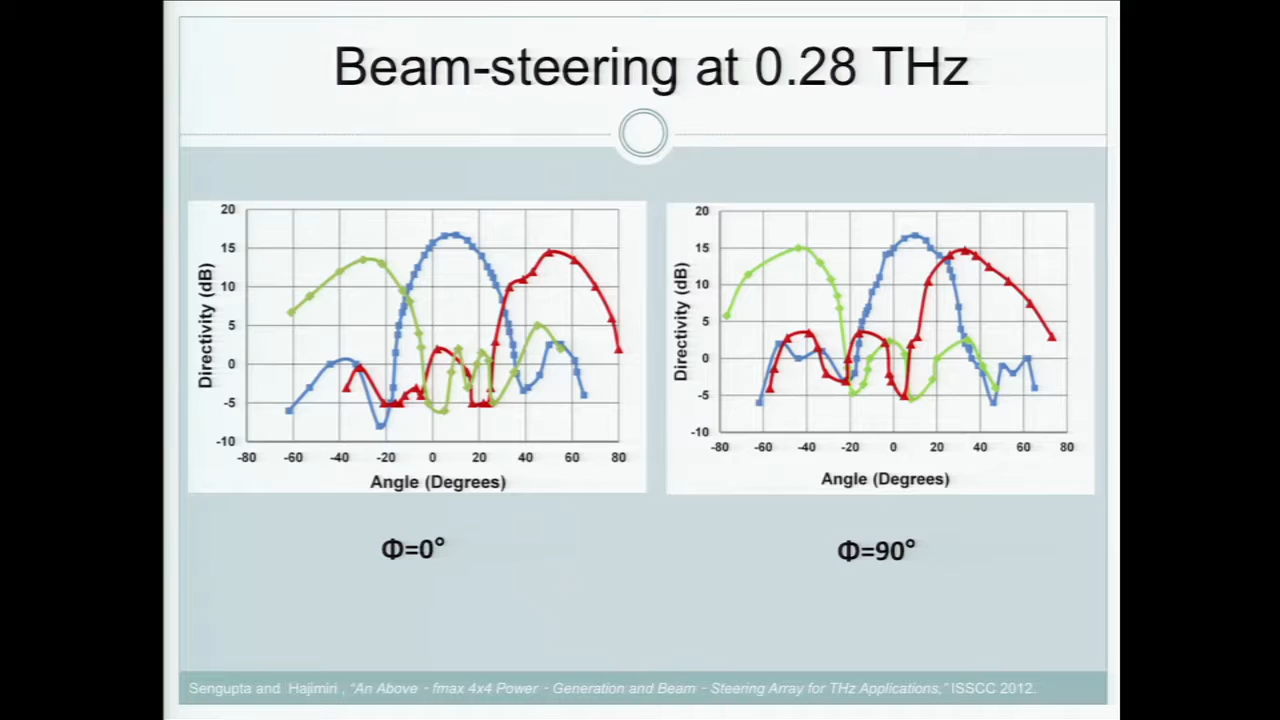 Beam-steering at 0.28 THz
20
15
10
5
0
-5
-10
Directivity (dB)
-80 -60 -40 -20 0 20 40 60 80
Angle (Degrees)
20
15
10
5
0
-5
-10
Directivity (dB)
-80 -60 -40 -20 0 20 40 60 80
Angle (Degrees)
Φ=0°
Φ=90°
Sengupta and Hajimiri , “An Above - fmax 4x4 Power - Generation and Beam - Steering Array for THz Applications,” ISSCC 2012.